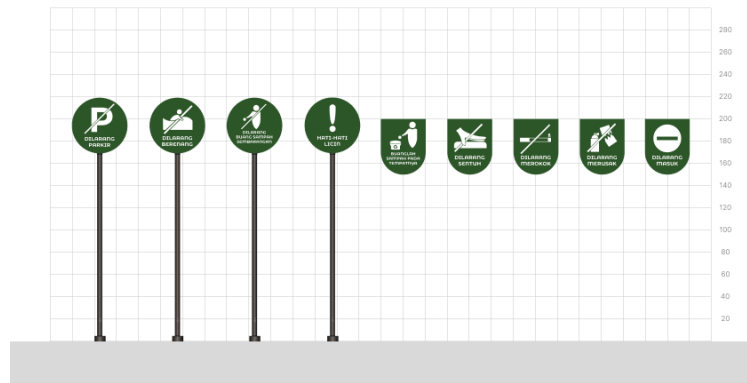 P
DILARANG
PARKIR
DILARANG
BERENANG
DILARANG
BUANG SAMPAH
SEMBARANGAN
HATI-HATI
LICIN
BUANGLAH
SAMPAH PADA
TEMPATNYA
DILARANG
SENTUH
DILARANG
MEROKOK
DILARANG
MERUSAK
DILARANG
MASUK
280
260
240
220
200
180
160
140
120
100
80
60
40
20